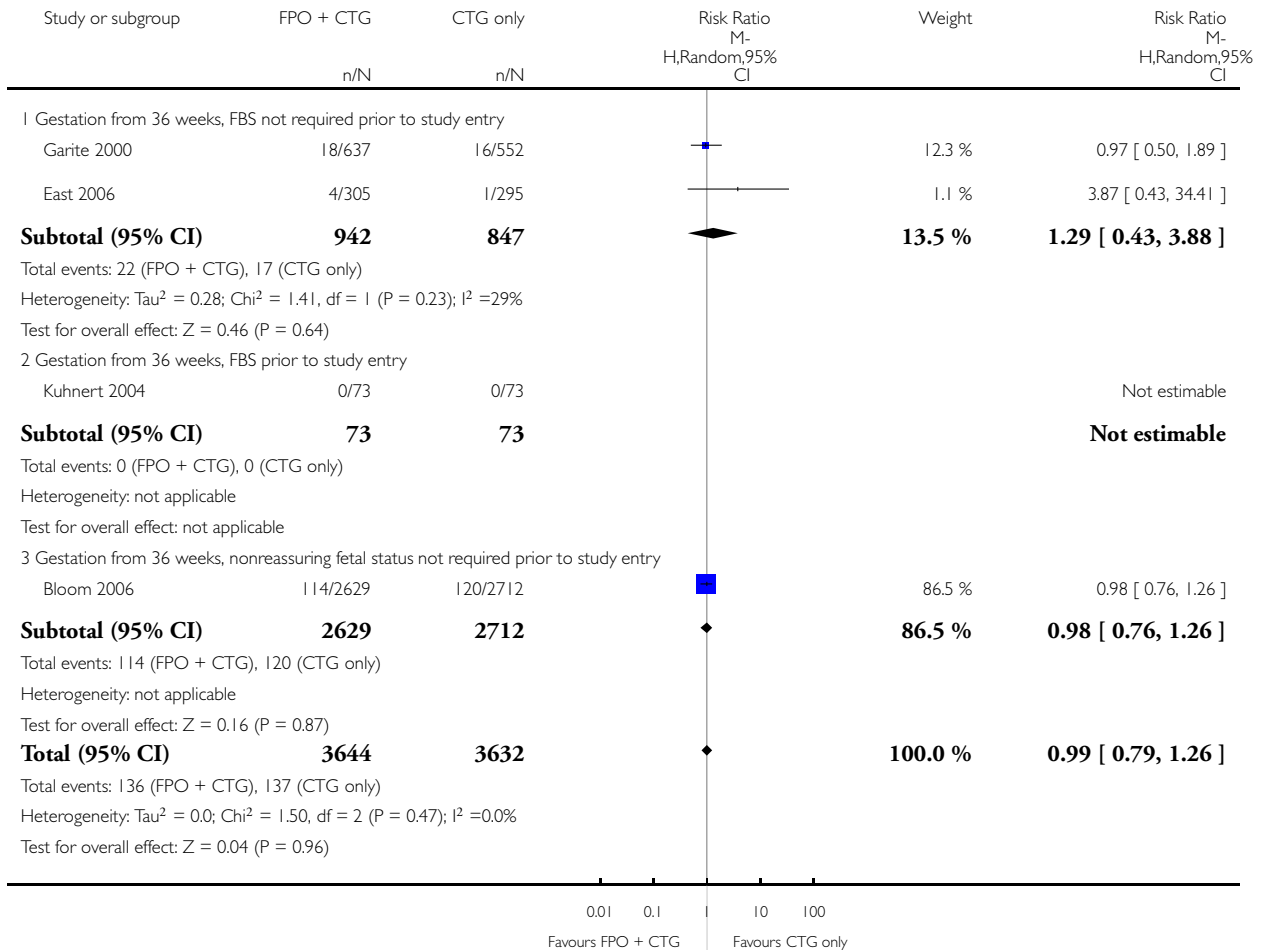 Study or subgroup FPO + CTG CTG only Risk Ratio Weight Risk Ratio
M- M-
H,Random,95% H,Random,95%
n/N n/N CI CI
1 Gestation from 36 weeks, FBS not required prior to study entry
Garite 2000 18/637 16/552 12.3 % 0.97 [ 0.50, 1.89 ]
East 2006 4/305 1/295 1.1 % 3.87 [ 0.43, 34.41 ]
Subtotal (95% CI) 942 847 13.5 % 1.29 [ 0.43, 3.88 ]
Total events: 22 (FPO + CTG), 17 (CTG only)
Heterogeneity: Tau² = 0.28; Chi² = 1.41, df = 1 (P = 0.23); I² =29%
Test for overall effect: Z = 0.46 (P = 0.64)
2 Gestation from 36 weeks, FBS prior to study entry
Kuhnert 2004 0/73 0/73 Not estimable
Subtotal (95% CI) 73 73 Not estimable
Total events: 0 (FPO + CTG), 0 (CTG only)
Heterogeneity: not applicable
Test for overall effect: not applicable
3 Gestation from 36 weeks, nonreassuring fetal status not required prior to study entry
Bloom 2006 114/2629 120/2712 86.5 % 0.98 [ 0.76, 1.26 ]
Subtotal (95% CI) 2629 2712 86.5 % 0.98 [ 0.76, 1.26 ]
Total events: 114 (FPO + CTG), 120 (CTG only)
Heterogeneity: not applicable
Test for overall effect: Z = 0.16 (P = 0.87)
Total (95% CI) 3644 3632 100.0 % 0.99 [ 0.79, 1.26 ]
Total events: 136 (FPO + CTG), 137 (CTG only)
Heterogeneity: Tau² = 0.0; Chi² = 1.50, df = 2 (P = 0.47); I² =0.0%
Test for overall effect: Z = 0.04 (P = 0.96)
0.01 0.1 1 10 100
Favours FPO + CTG Favours CTG only